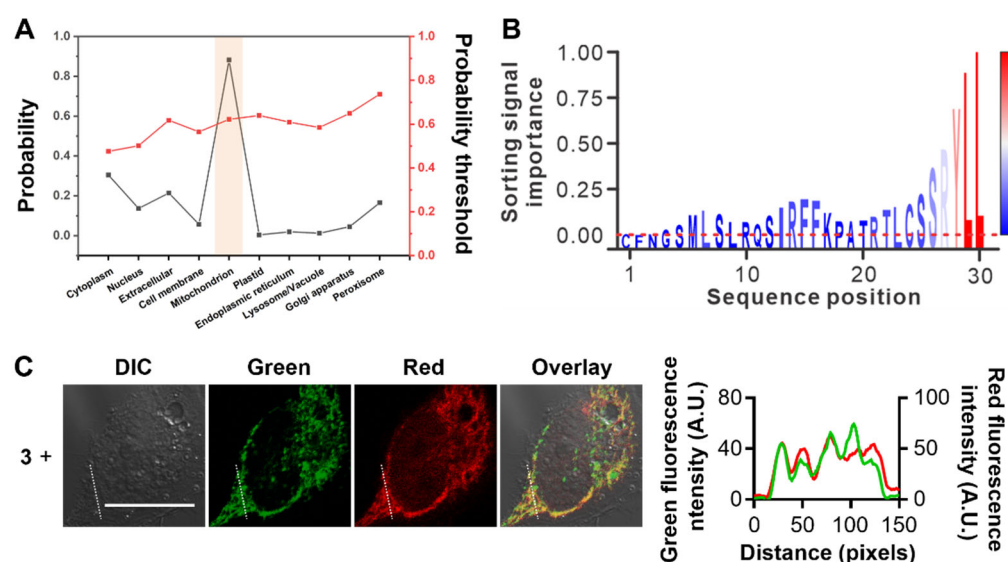 A
Probability
1.0
0.8
0.6
0.4
0.2
0.0
1.0
0.8
0.6
0.4
0.2
0.0
Probability threshold
Cytoplasm
Nucleus
Extracellular
Cell membrane
Mitochondrion
Plastid
Endoplasmic reticulum
Lysosome/Vacuole
Golgi apparatus
Peroxisome
B
Sorting signal
importance
1.00
0.75
0.50
0.25
0.00
CFNGSMLSLRQSIRFFKPATRTLGSSRYLL
1 10 20 30
Sequence position
C
DIC Green Red Overlay
3 +
Green fluorescence
ntensity (A.U.)
80
40
0
100
50
0
Red fluorescence
intensity (A.U.)
0 50 100 150
Distance (pixels)